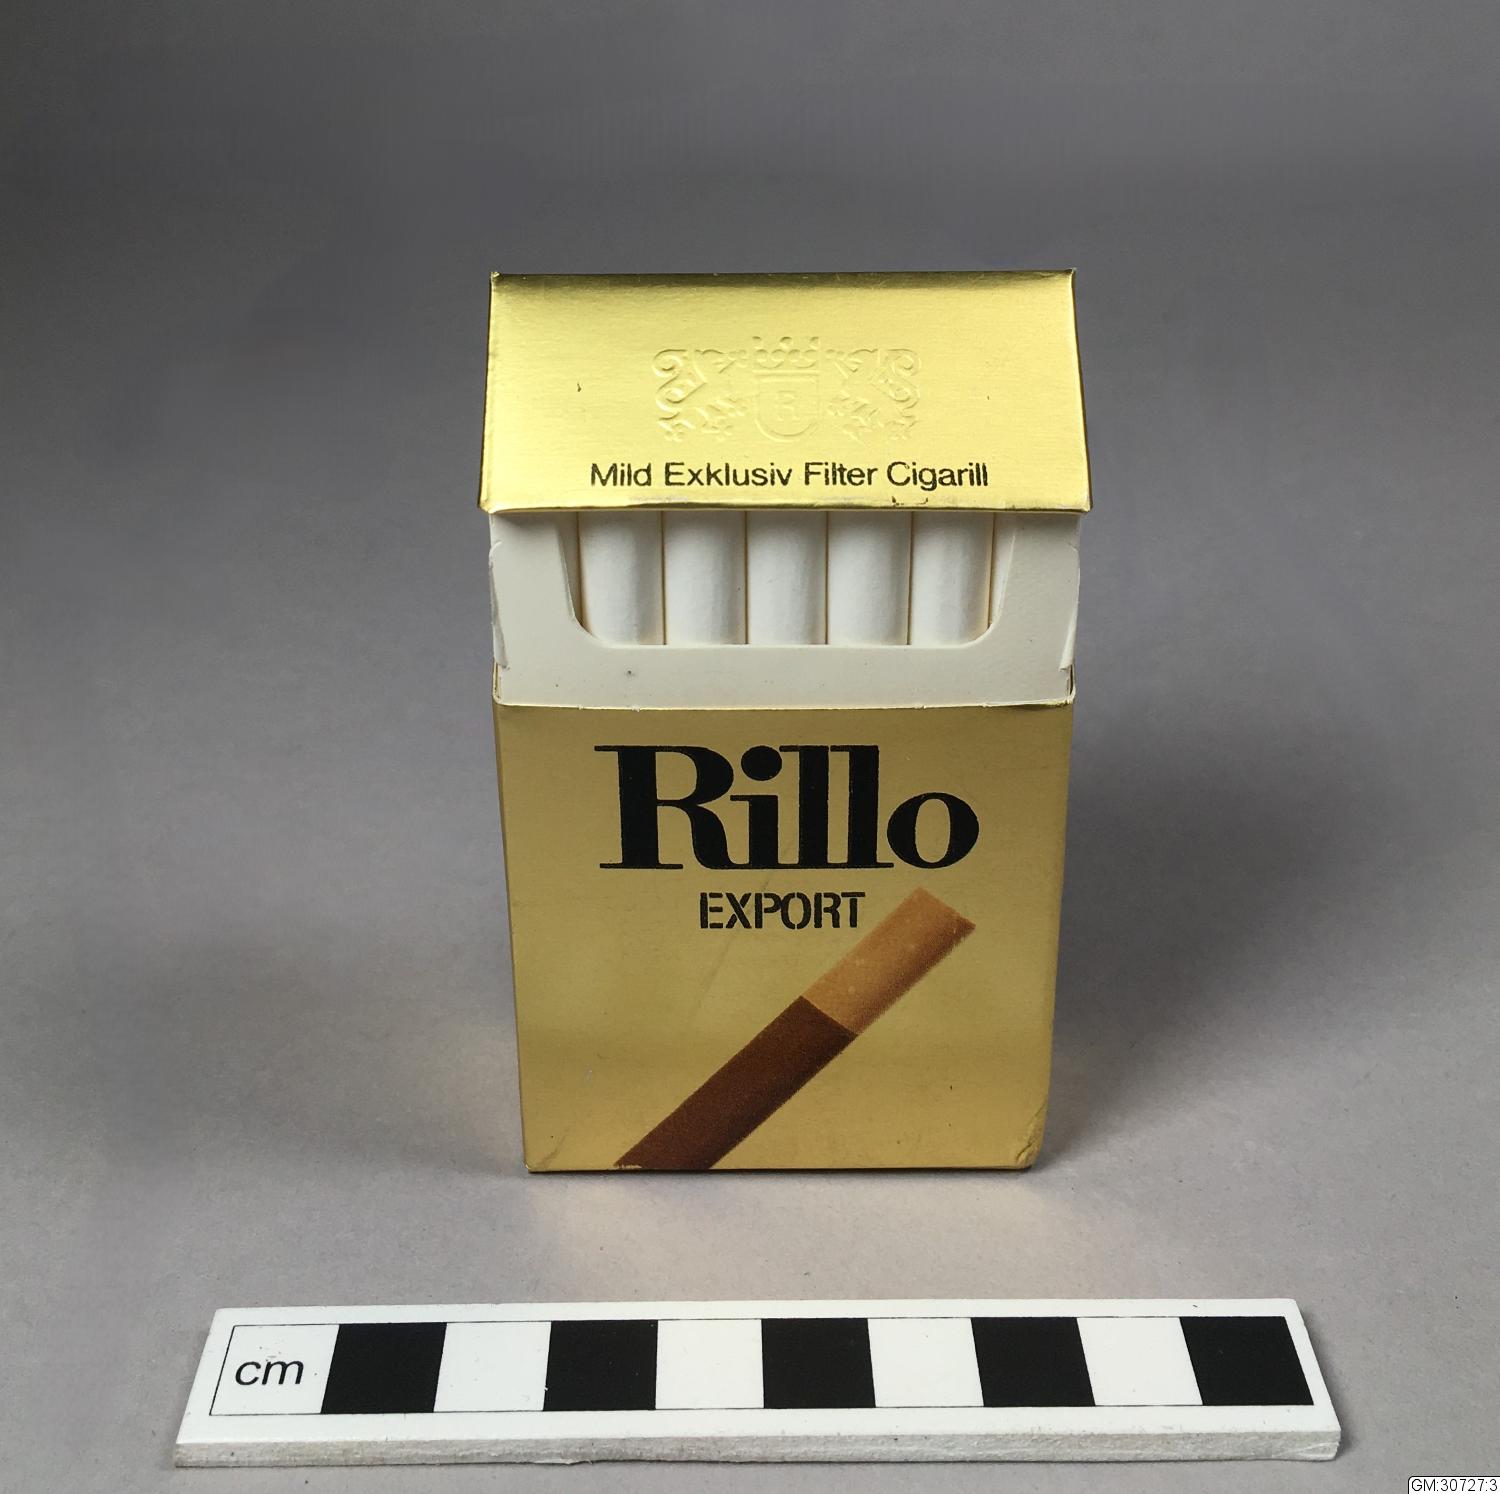 R
Mild Exklusiv Filter Cigarill
Rillo
EXPORT
cm
GM:30727:3